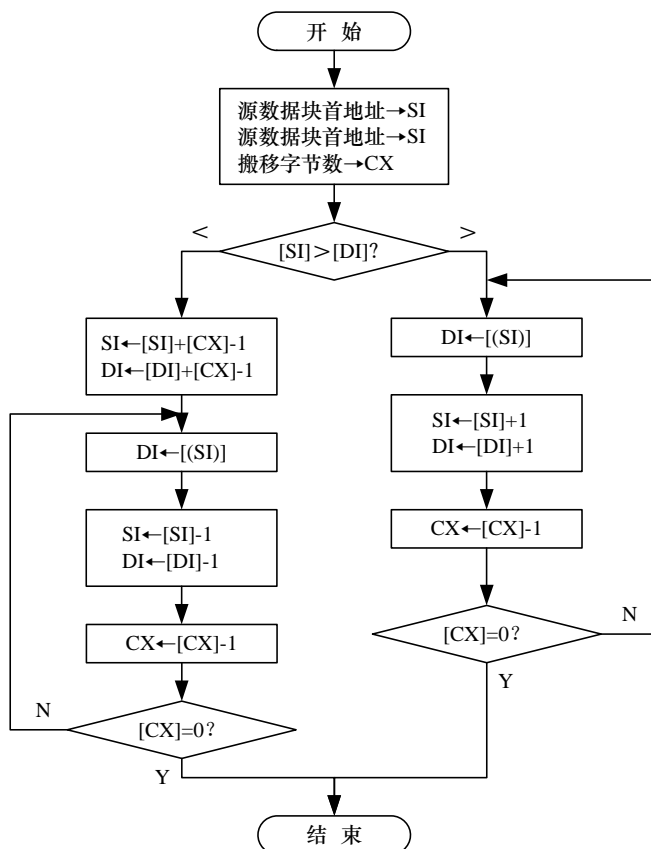 开 始
源数据块首地址→SI
源数据块首地址→SI
搬移字节数→CX
[SI]＞[DI]？
＜
＞
SI←[SI]+[CX]-1
DI←[DI]+[CX]-1
DI←[(SI)]
SI←[SI]-1
DI←[DI]-1
CX←[CX]-1
[CX]=0？
N
Y
DI←[(SI)]
SI←[SI]+1
DI←[DI]+1
CX←[CX]-1
[CX]=0？
N
Y
结 束